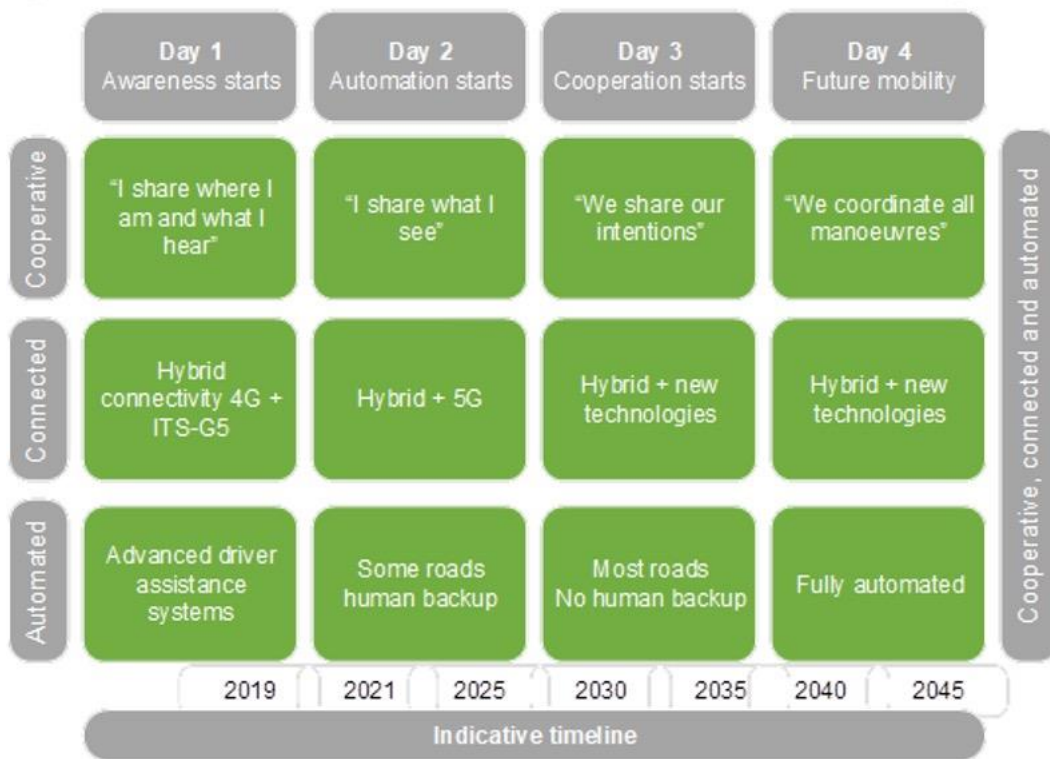 Day 1
Awareness starts
Day 2
Automation starts
Day 3
Cooperation starts
Day 4
Future mobility
Cooperative
“I share where I
am and what I
hear”
“I share what I
see”
“We share our
intentions”
“We coordinate all
manoeuvres”
Connected
Hybrid
connectivity 4G +
ITS-G5
Hybrid + 5G
Hybrid + new
technologies
Hybrid + new
technologies
Automated
Advanced driver
assistance
systems
Some roads
human backup
Most roads
No human backup
Fully automated
Cooperative, connected and automated
2019
2021
2025
2030
2035
2040
2045
Indicative timeline